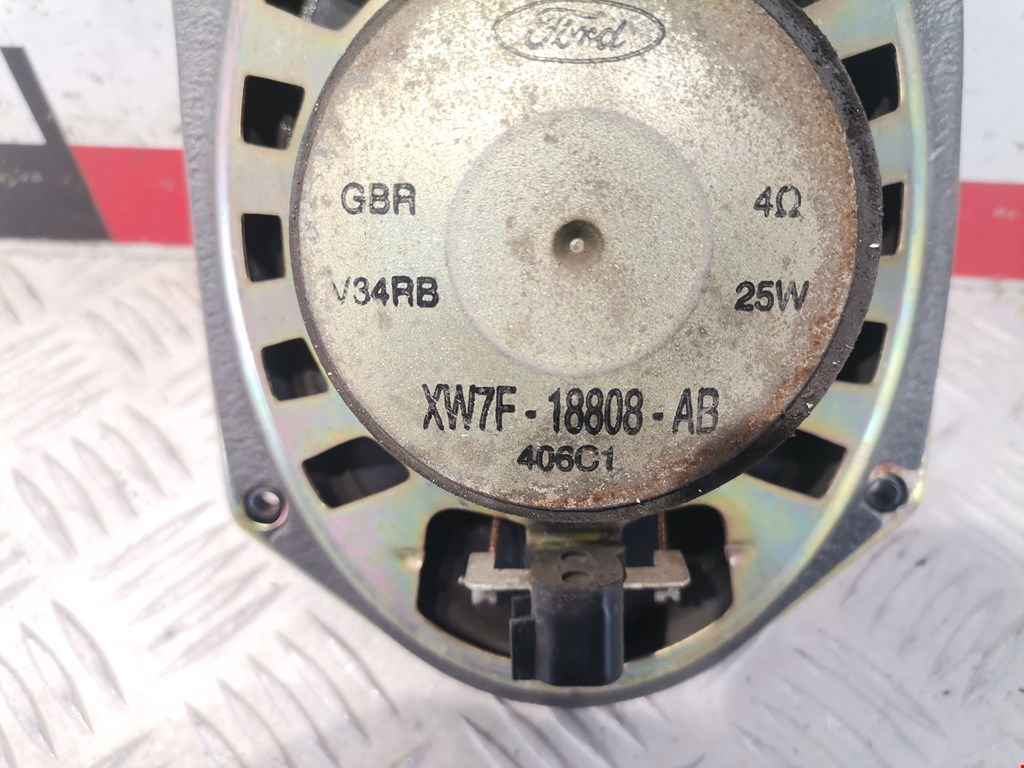 Ford
GBR 4Ω
V34RB 25W
XW7F-18808-AB
406C1